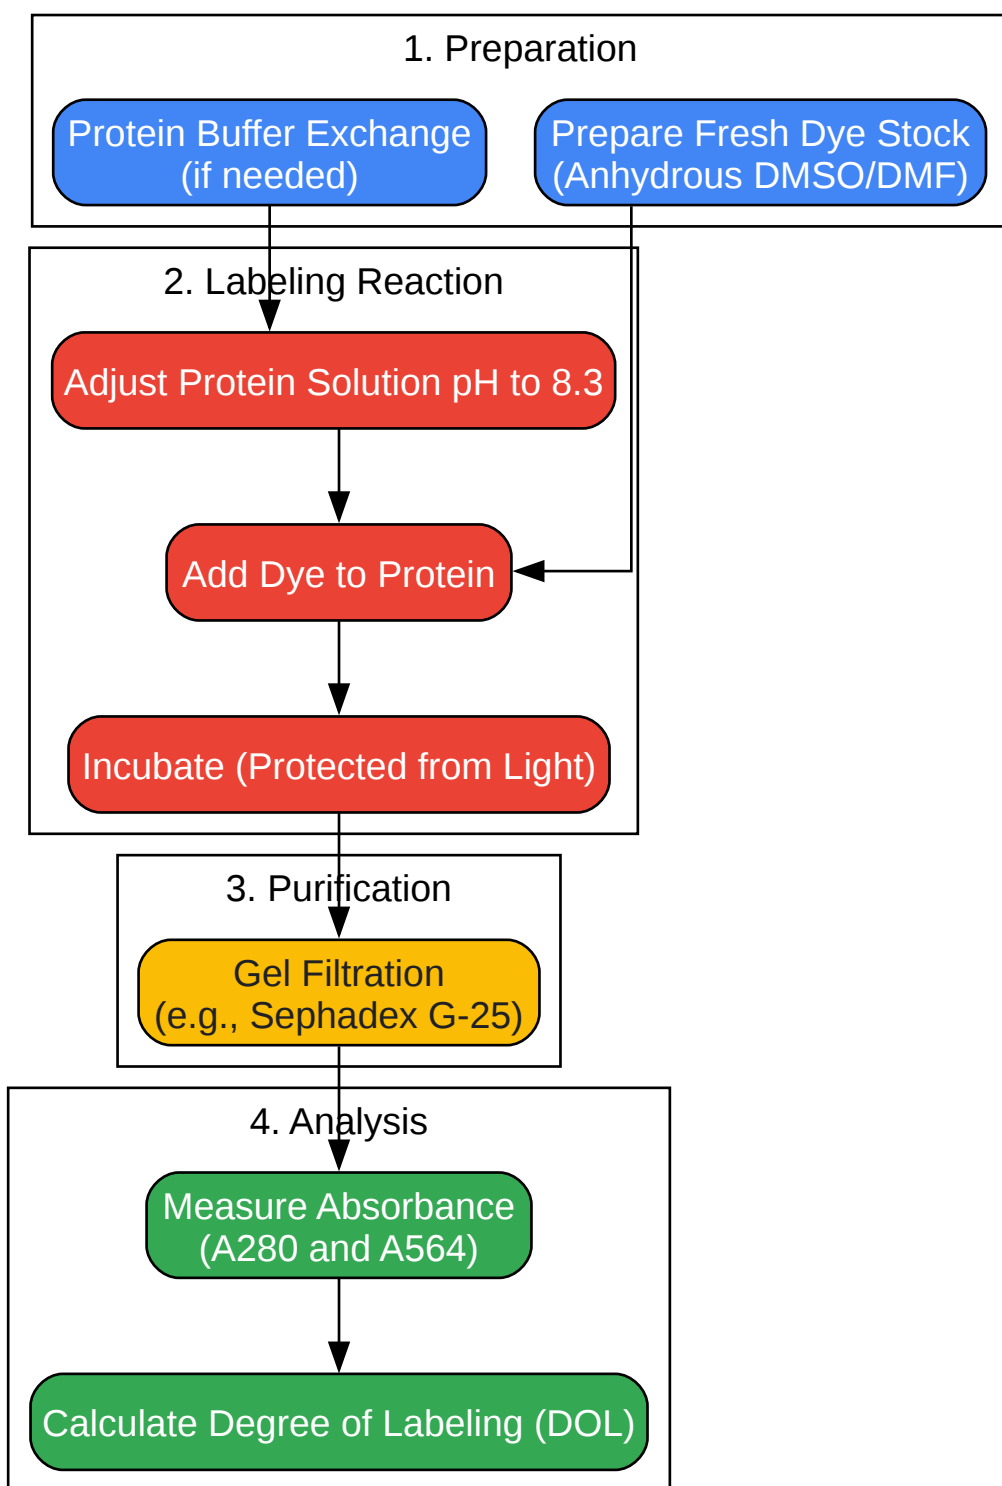 1. Preparation
Protein Buffer Exchange
(if needed)
Prepare Fresh Dye Stock
(Anhydrous DMSO/DMF)
2. Labeling Reaction
Adjust Protein Solution pH to 8.3
Add Dye to Protein
Incubate (Protected from Light)
3. Purification
Gel Filtration
(e.g., Sephadex G-25)
4. Analysis
Measure Absorbance
(A280 and A564)
Calculate Degree of Labeling (DOL)